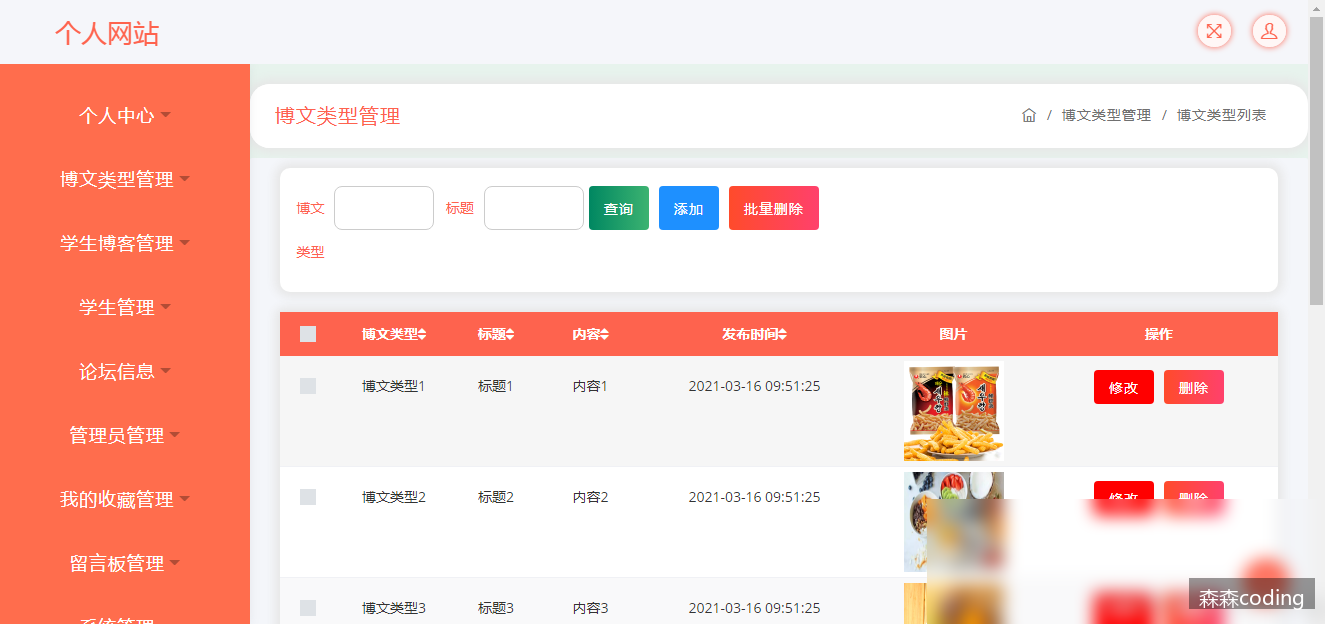 个人网站
个人中心
博文类型管理
学生博客管理
学生管理
论坛信息
管理员管理
我的收藏管理
留言板管理
系统管理
博文类型管理
/ 博文类型管理 / 博文类型列表
博文 标题 查询 添加 批量删除
类型
博文类型 标题 内容 发布时间 图片 操作
博文类型1 标题1 内容1 2021-03-16 09:51:25 修改 删除
博文类型2 标题2 内容2 2021-03-16 09:51:25 修改 删除
博文类型3 标题3 内容3 2021-03-16 09:51:25
森森coding